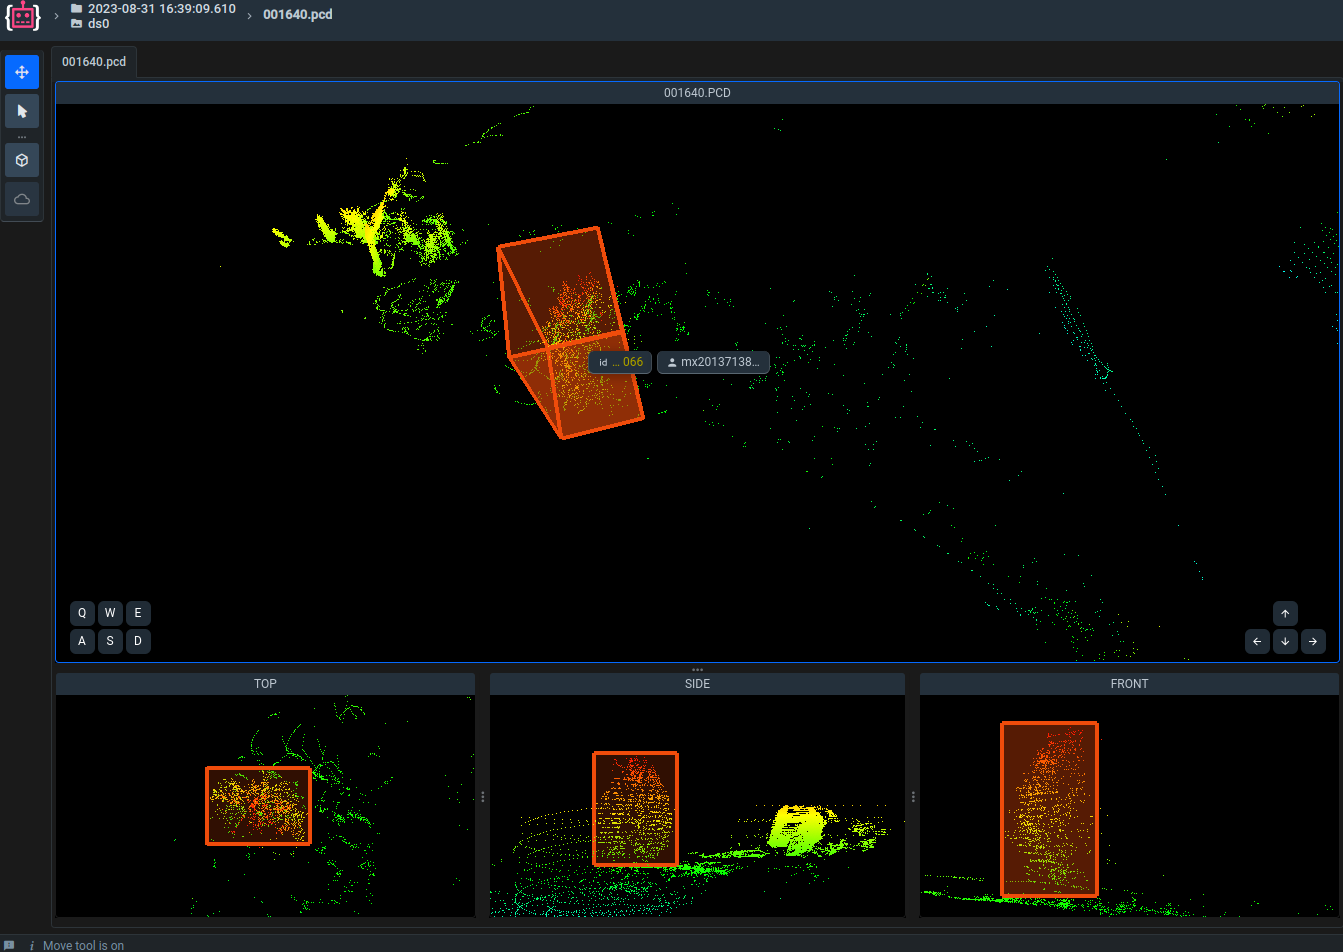 2023-08-31 16:39:09.610
ds0
001640.pcd
001640.pcd
001640.PCD
id ... 066
mx20137138...
Q W E
A S D
TOP
SIDE
FRONT
Move tool is on